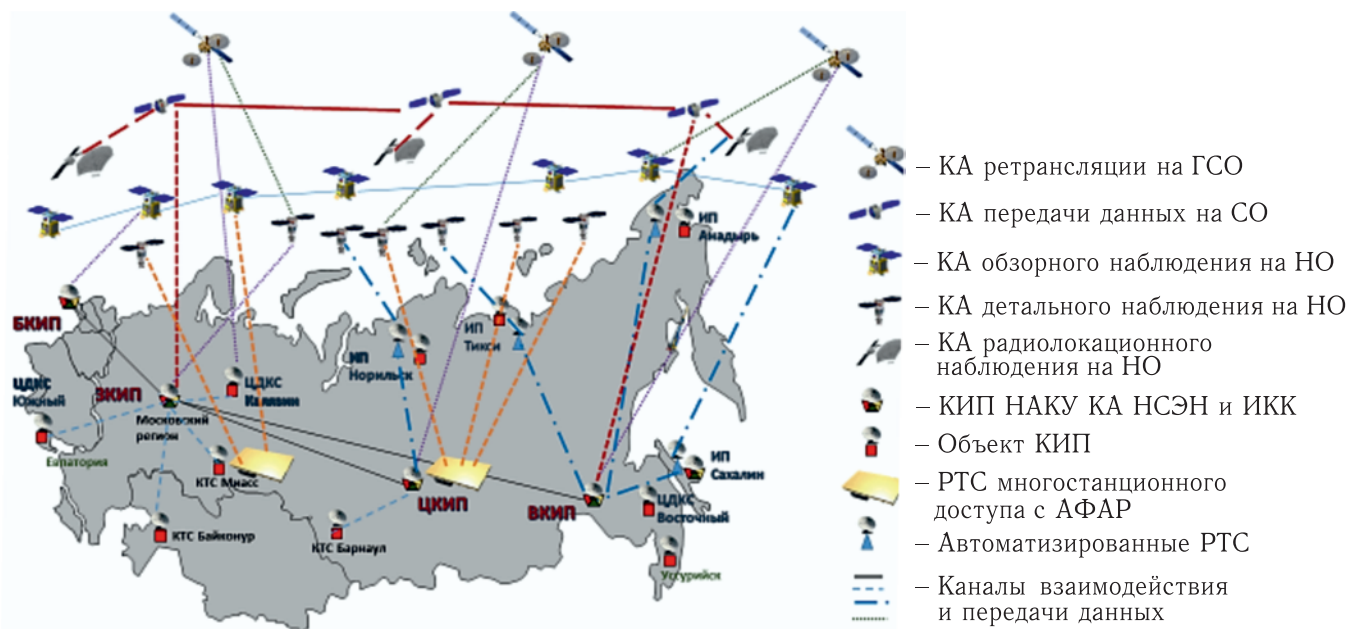 БКИП
ЦДКС
Южный
Евпатория
ЗКИП
Московский
регион
ЦДКС
КТС Миасс
КТС Байконур
КТС Барнаул
ИП
Норильск
ИП
Тикси
ЦКИП
ВКИП
ИП
Анадырь
ИП
Сахалин
ЦДКС
Восточный
Уссурийск
– КА ретрансляции на ГСО
– КА передачи данных на СО
– КА обзорного наблюдения на НО
– КА детального наблюдения на НО
– КА радиолокационного
наблюдения на НО
– КИП НАКУ КА НСЭН и ИКК
– Объект КИП
– РТС многостанционного
доступа с АФАР
– Автоматизированные РТС
– Каналы взаимодействия
и передачи данных